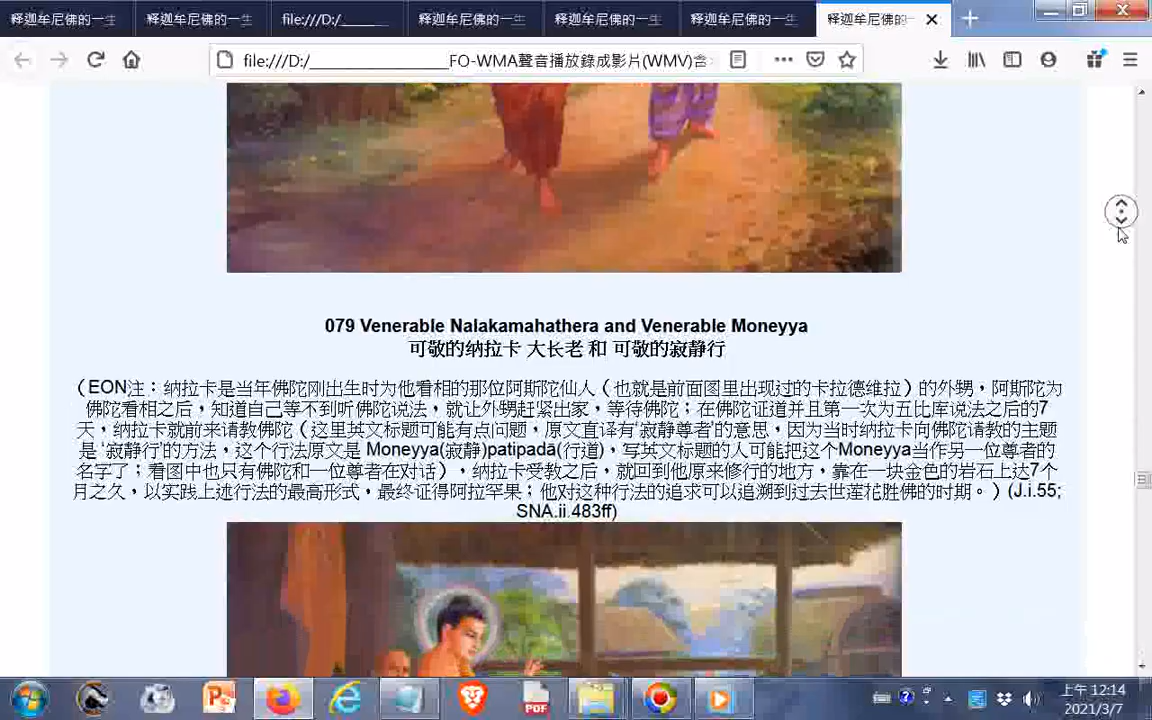 释迦牟尼佛的一生
释迦牟尼佛的一生
file:///D:/______
释迦牟尼佛的一生
释迦牟尼佛的一生
释迦牟尼佛的一生
释迦牟尼佛的一
file:///D:/__________________FO-WMA聲音播放錄成影片(WMV)含
079 Venerable Nalakamahathera and Venerable Moneyya
可敬的纳拉卡 大长老 和 可敬的寂静行
（EON注：纳拉卡是当年佛陀刚出生时为他看相的那位阿斯陀仙人（也就是前面图里出现过的卡拉德维拉）的外甥，阿斯陀为
佛陀看相之后，知道自己等不到听佛陀说法，就让外甥赶紧出家，等待佛陀；在佛陀证道并且第一次为五比库说法之后的7
天，纳拉卡就前来请教佛陀（这里英文标题可能有点问题，原文直译有‘寂静尊者’的意思，因为当时纳拉卡向佛陀请教的主题
是 ‘寂静行’的方法，这个行法原文是 Moneyya(寂静)patipada(行道)，写英文标题的人可能把这个Moneyya当作另一位尊者的
名字了；看图中也只有佛陀和一位尊者在对话），纳拉卡受教之后，就回到他原来修行的地方，靠在一块金色的岩石上达7个
月之久，以实践上述行法的最高形式，最终证得阿拉罕果；他对这种行法的追求可以追溯到过去世莲花胜佛的时期。）(J.i.55;
SNA.ii.483ff)
PDF
上午 12:14
2021/3/7